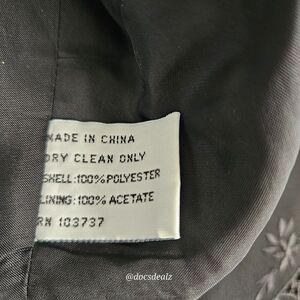 MADE IN CHINA
DRY CLEAN ONLY
SHELL:100% POLYESTER
LINING:100% ACETATE
RN 103737
@docsdealz